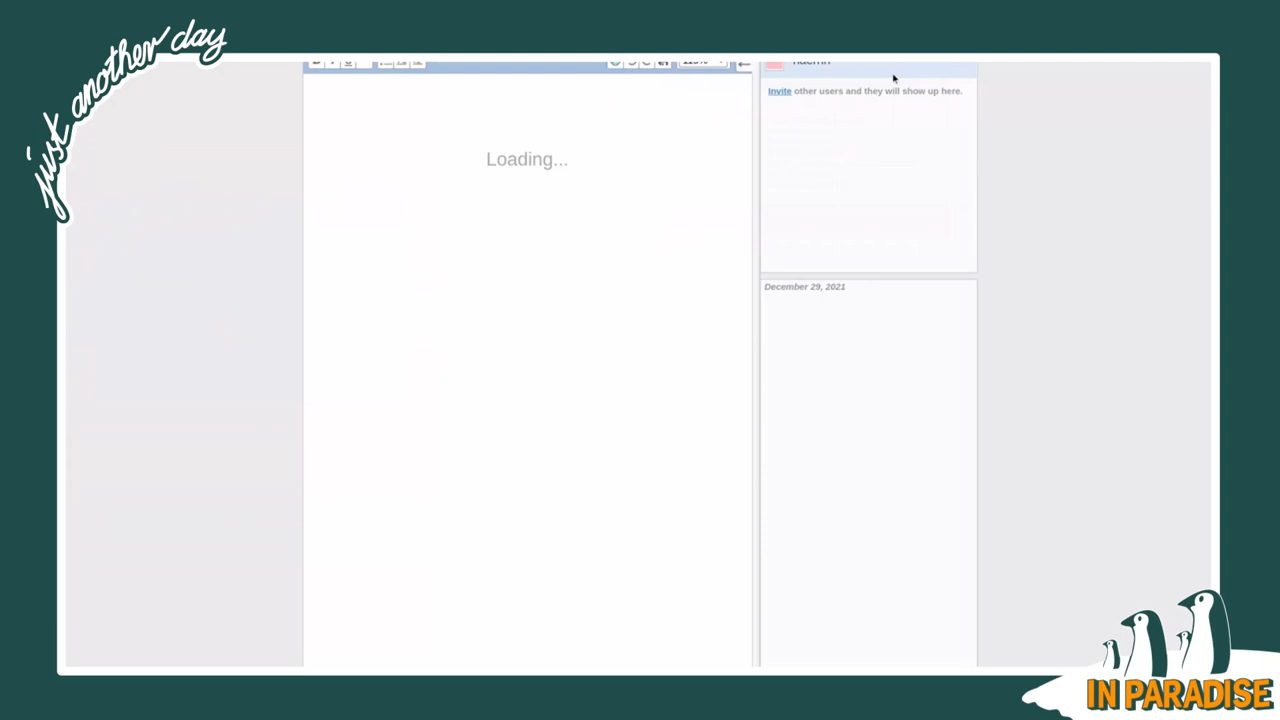 just another day
Invite other users and they will show up here.
Loading...
December 29, 2021
IN PARADISE